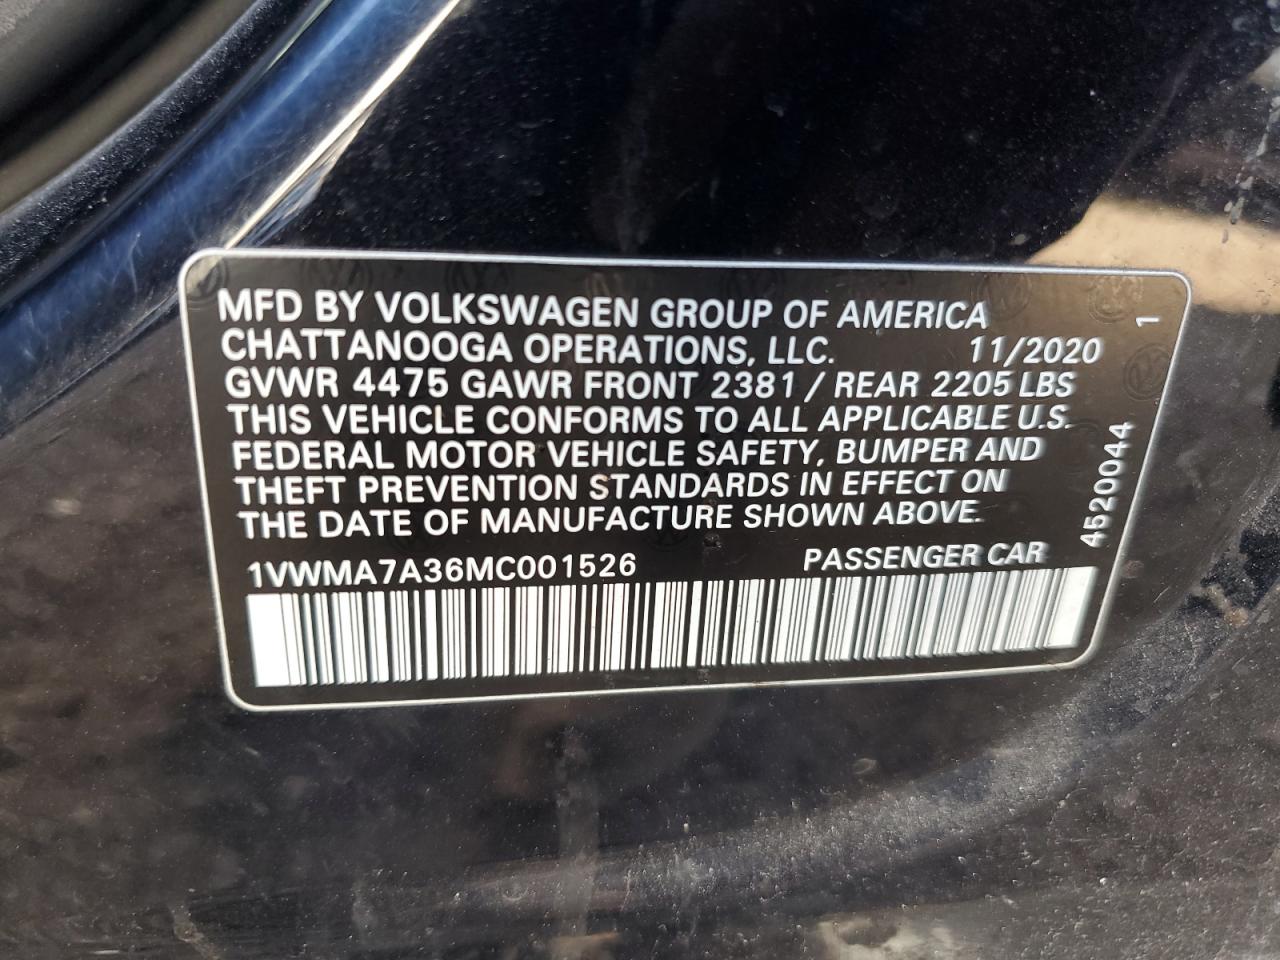 MFD BY VOLKSWAGEN GROUP OF AMERICA
CHATTANOOGA OPERATIONS, LLC. 11/2020
GVWR 4475 GAWR FRONT 2381 / REAR 2205 LBS
THIS VEHICLE CONFORMS TO ALL APPLICABLE U.S.
FEDERAL MOTOR VEHICLE SAFETY, BUMPER AND
THEFT PREVENTION STANDARDS IN EFFECT ON
THE DATE OF MANUFACTURE SHOWN ABOVE.
1VWMA7A36MC001526 PASSENGER CAR
4520044 1